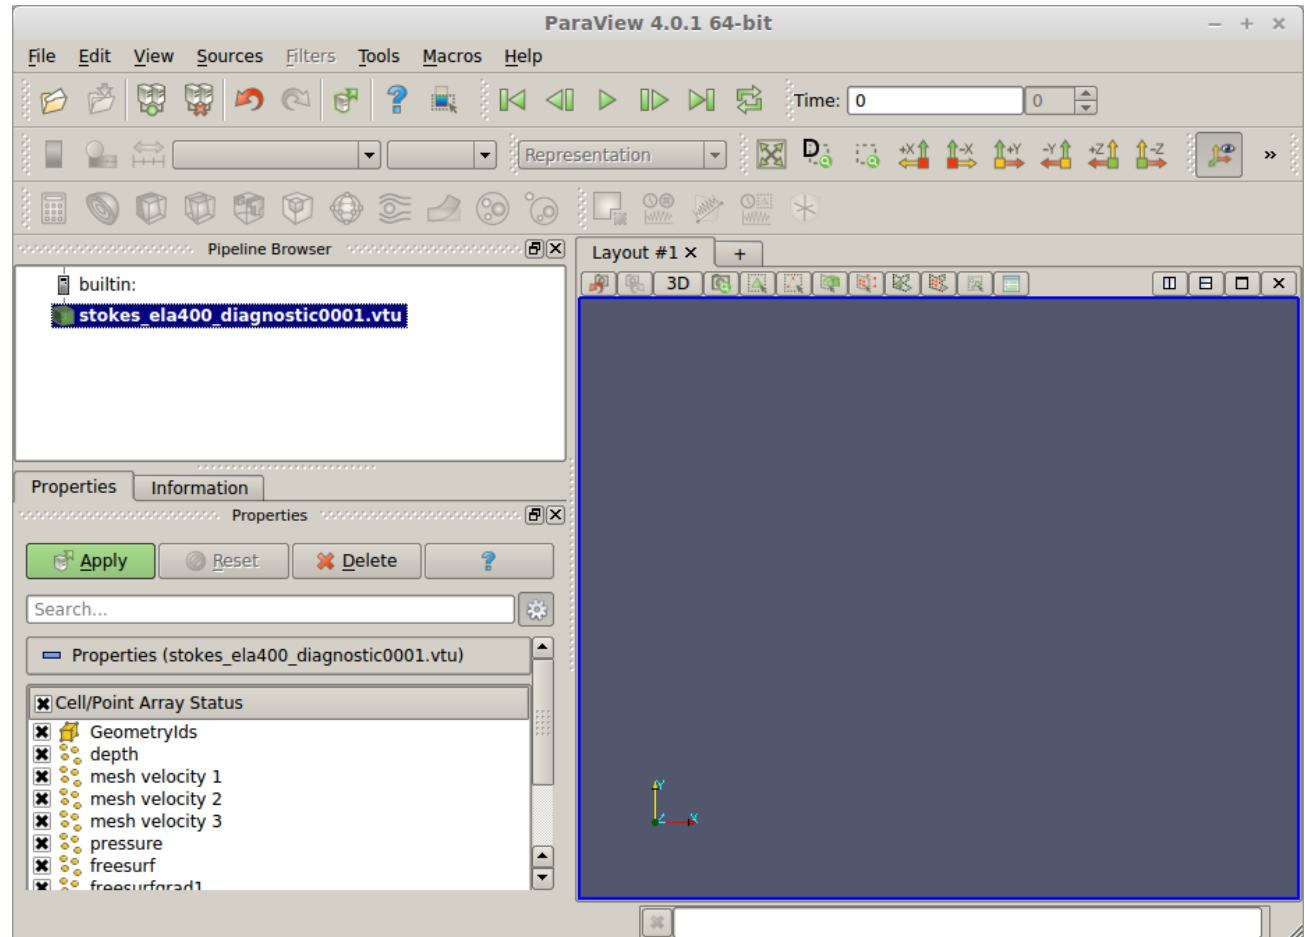 ParaView 4.0.1 64-bit
File Edit View Sources Filters Tools Macros Help
Time: 0 0
Representation
D +X -X +Y -Y +Z -Z »
Pipeline Browser
Layout #1 +
builtin:
3D
stokes_ela400_diagnostic0001.vtu
Properties Information
Properties
Apply Reset Delete ?
Search...
Properties (stokes_ela400_diagnostic0001.vtu)
Cell/Point Array Status
GeometryIds
depth
mesh velocity 1
mesh velocity 2
mesh velocity 3
pressure
freesurf
freesurfgrad1
Y
Z X